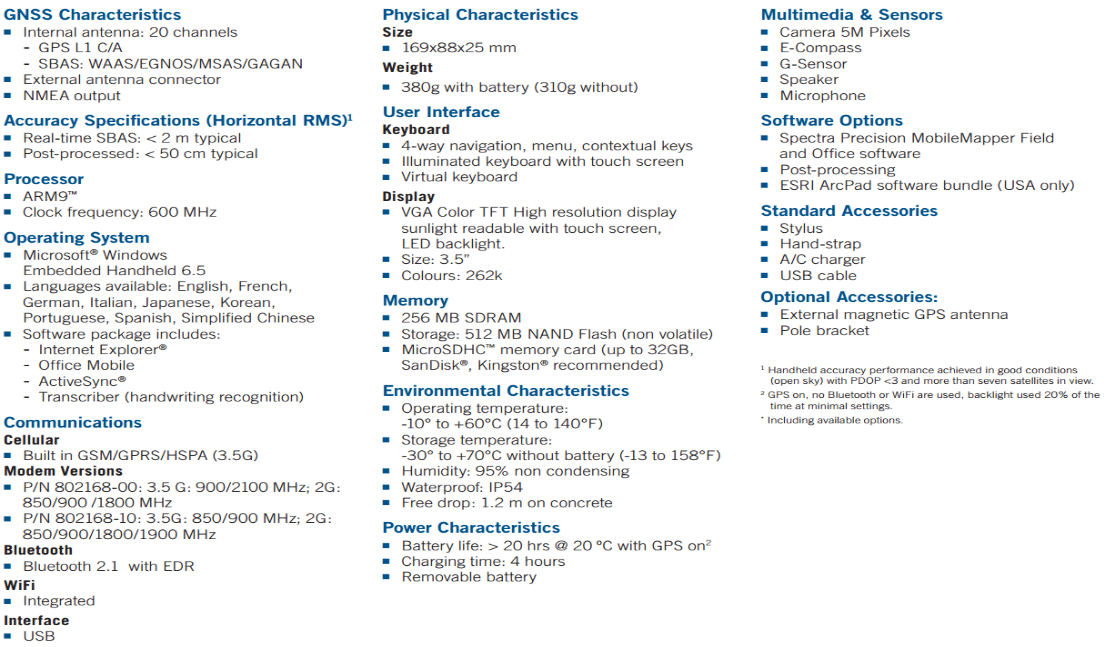 GNSS Characteristics
▪ Internal antenna: 20 channels
- GPS L1 C/A
- SBAS: WAAS/EGNOS/MSAS/GAGAN
▪ External antenna connector
▪ NMEA output
Accuracy Specifications (Horizontal RMS)¹
▪ Real-time SBAS: < 2 m typical
▪ Post-processed: < 50 cm typical
Processor
▪ ARM9™
▪ Clock frequency: 600 MHz
Operating System
▪ Microsoft® Windows
Embedded Handheld 6.5
▪ Languages available: English, French,
German, Italian, Japanese, Korean,
Portuguese, Spanish, Simplified Chinese
▪ Software package includes:
- Internet Explorer®
- Office Mobile
- ActiveSync®
- Transcriber (handwriting recognition)
Communications
Cellular
▪ Built in GSM/GPRS/HSPA (3.5G)
Modem Versions
▪ P/N 802168-00: 3.5 G: 900/2100 MHz; 2G:
850/900 /1800 MHz
▪ P/N 802168-10: 3.5G: 850/900 MHz; 2G:
850/900/1800/1900 MHz
Bluetooth
▪ Bluetooth 2.1 with EDR
WiFi
▪ Integrated
Interface
▪ USB
Physical Characteristics
Size
▪ 169x88x25 mm
Weight
▪ 380g with battery (310g without)
User Interface
Keyboard
▪ 4-way navigation, menu, contextual keys
▪ Illuminated keyboard with touch screen
▪ Virtual keyboard
Display
▪ VGA Color TFT High resolution display
sunlight readable with touch screen,
LED backlight.
▪ Size: 3.5"
▪ Colours: 262k
Memory
▪ 256 MB SDRAM
▪ Storage: 512 MB NAND Flash (non volatile)
▪ MicroSDHC™ memory card (up to 32GB,
SanDisk®, Kingston® recommended)
Environmental Characteristics
▪ Operating temperature:
-10° to +60°C (14 to 140°F)
▪ Storage temperature:
-30° to +70°C without battery (-13 to 158°F)
▪ Humidity: 95% non condensing
▪ Waterproof: IP54
▪ Free drop: 1.2 m on concrete
Power Characteristics
▪ Battery life: > 20 hrs @ 20 ºC with GPS on²
▪ Charging time: 4 hours
▪ Removable battery
Multimedia & Sensors
▪ Camera 5M Pixels
▪ E-Compass
▪ G-Sensor
▪ Speaker
▪ Microphone
Software Options
▪ Spectra Precision MobileMapper Field
and Office software
▪ Post-processing
▪ ESRI ArcPad software bundle (USA only)
Standard Accessories
▪ Stylus
▪ Hand-strap
▪ A/C charger
▪ USB cable
Optional Accessories:
▪ External magnetic GPS antenna
▪ Pole bracket
¹ Handheld accuracy performance achieved in good conditions
(open sky) with PDOP <3 and more than seven satellites in view.
² GPS on, no Bluetooth or WiFi are used, backlight used 20% of the
time at minimal settings.
* Including available options.